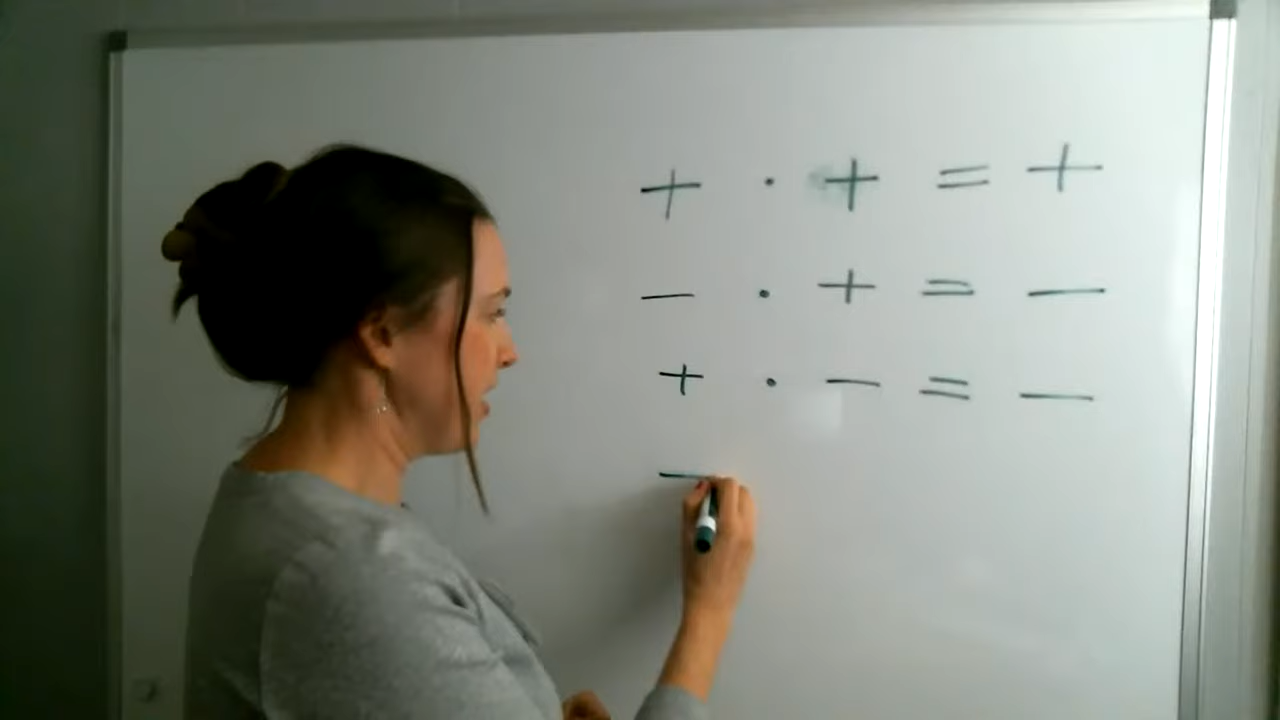 + · + = +
− · + = −
+ · − = −
−